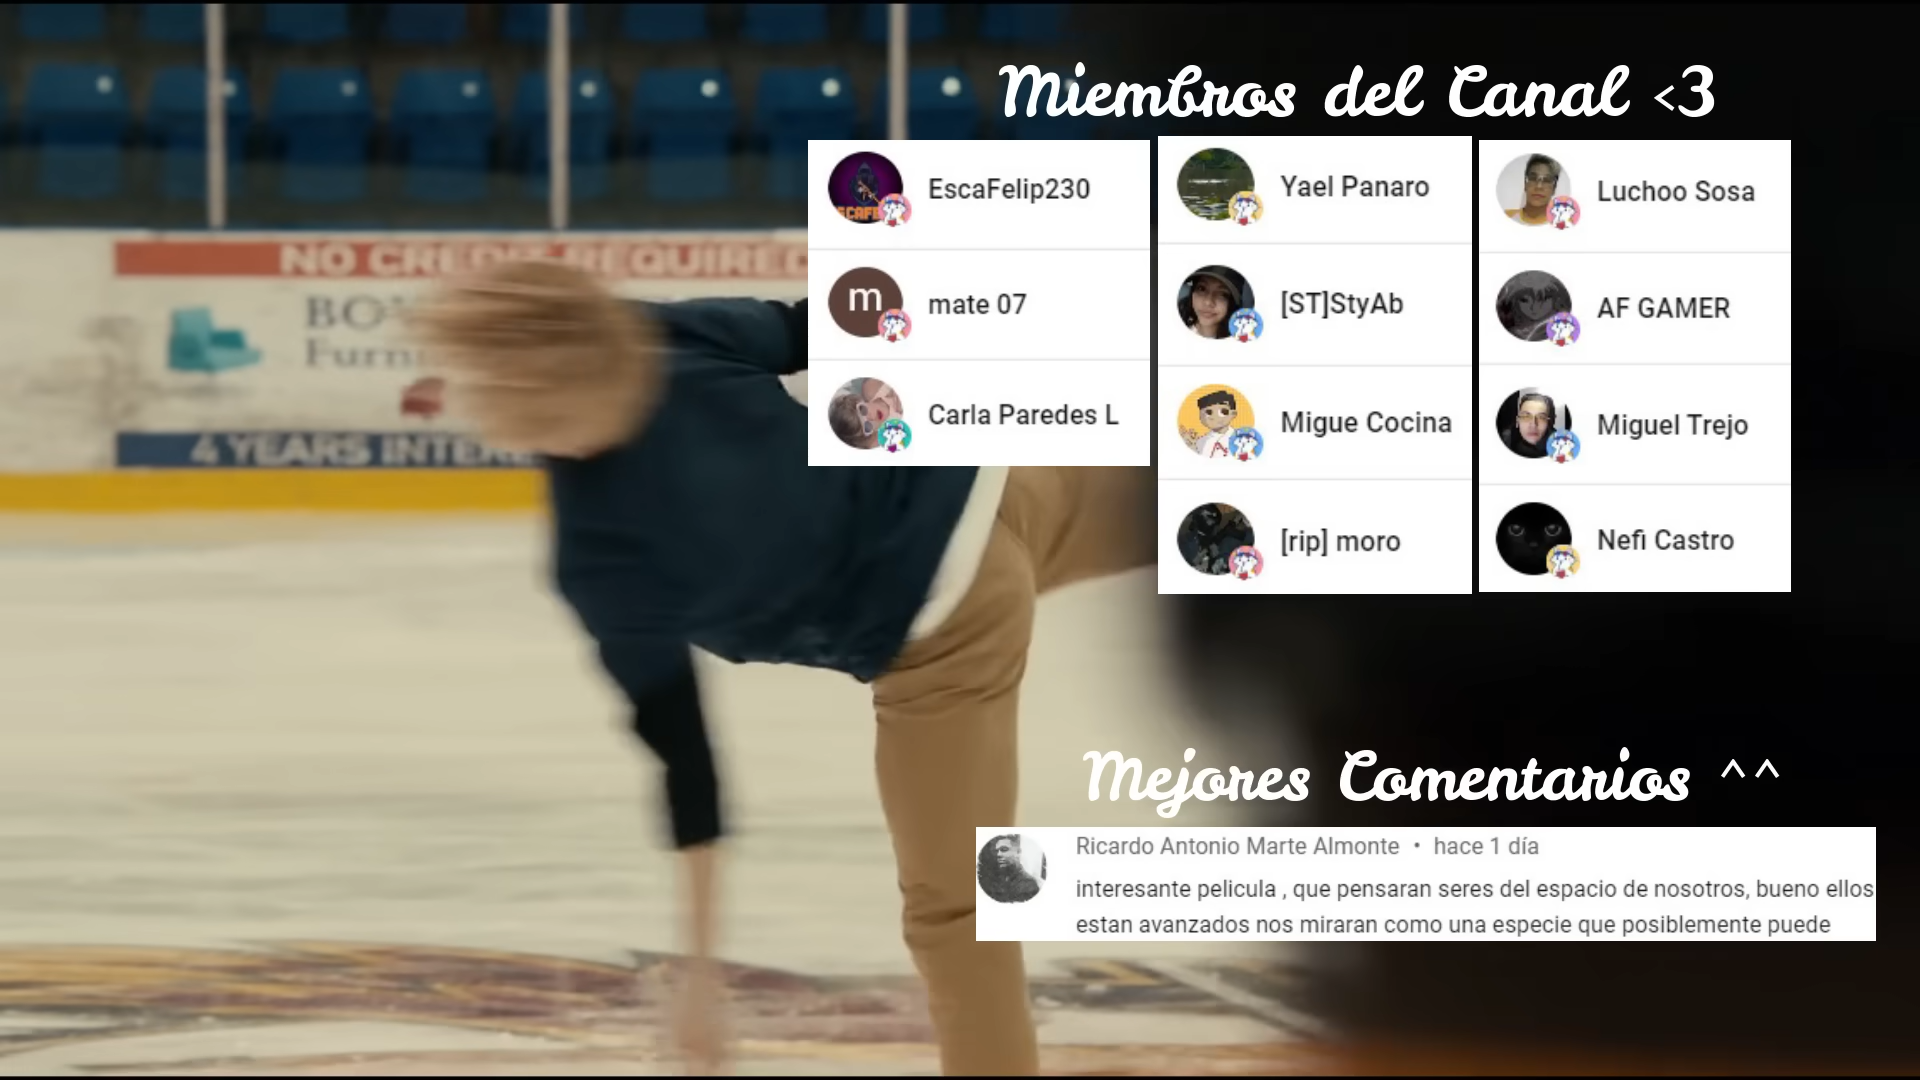 Miembros del Canal <3
EscaFelip230
mate 07
Carla Paredes L
Yael Panaro
[ST]StyAb
Migue Cocina
[rip] moro
Luchoo Sosa
AF GAMER
Miguel Trejo
Nefi Castro
NO CREDIT REQUIRED
4 YEARS
m
Mejores Comentarios ^^
Ricardo Antonio Marte Almonte • hace 1 día
interesante pelicula , que pensaran seres del espacio de nosotros, bueno ellos
estan avanzados nos miraran como una especie que posiblemente puede